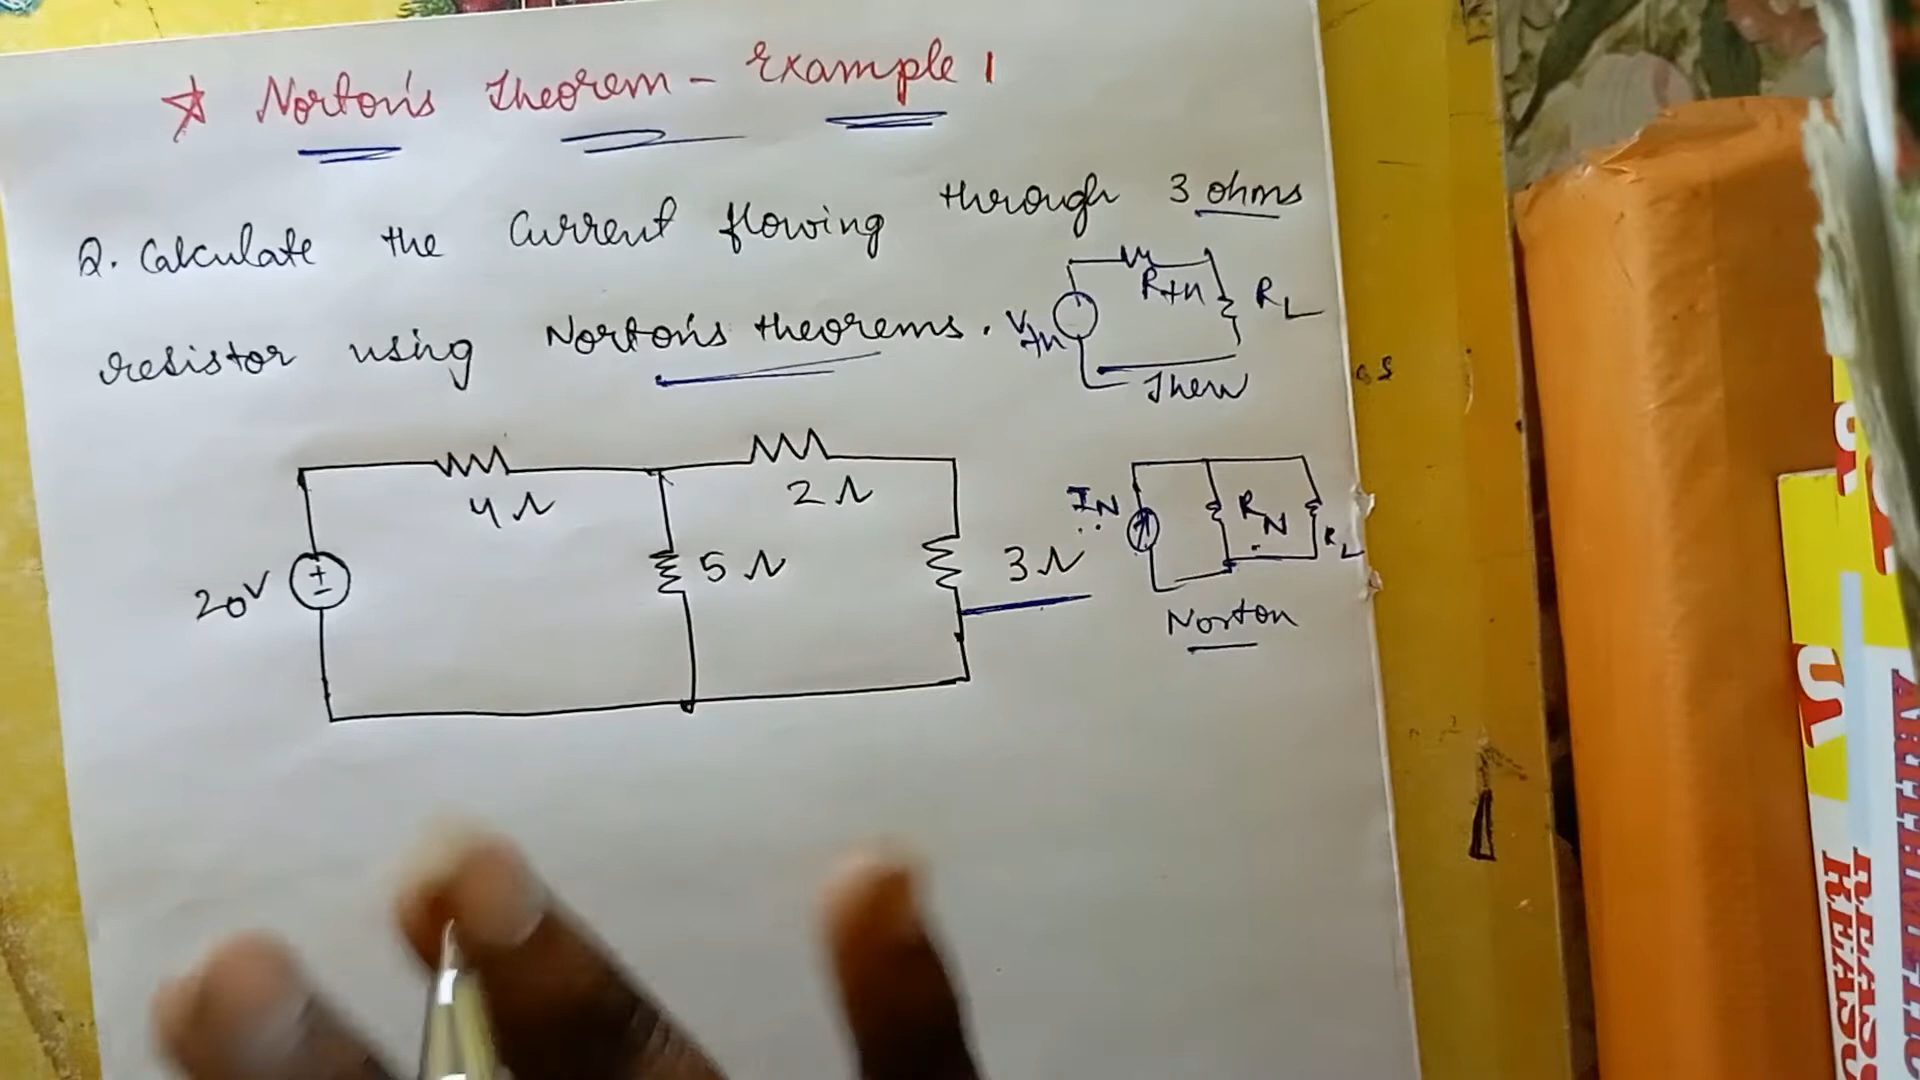 ☆ Norton's theorem - Example 1
Q. Calculate the current flowing through 3 ohms
resistor using Norton's theorems.
Vth
Rth
RL
Thev
4Ω
2Ω
20V
+
-
5Ω
3Ω
IN
RN
RL
Norton